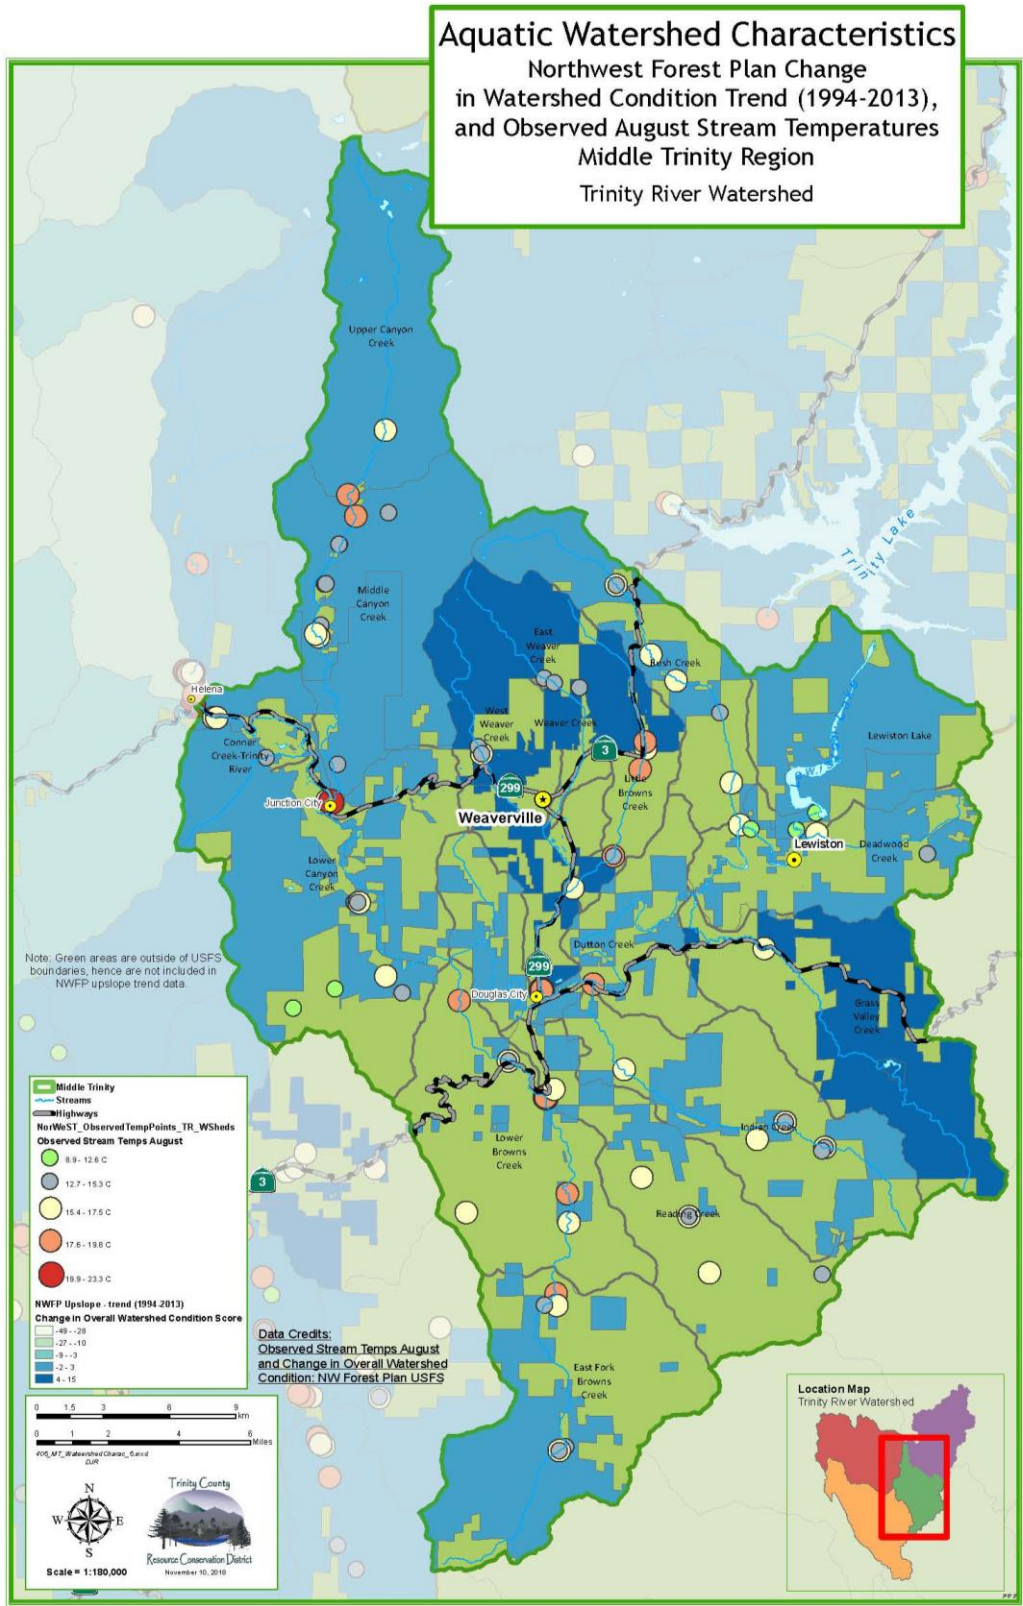 Aquatic Watershed Characteristics
Northwest Forest Plan Change
in Watershed Condition Trend (1994-2013),
and Observed August Stream Temperatures
Middle Trinity Region
Trinity River Watershed
Upper Canyon
Creek
Trinity Lake
Middle
Canyon
Creek
East
Weaver
Creek
Rush Creek
Helena
West
Weaver
Creek
Weaver Creek
Conner
Creek-Trinity
River
Lewiston Lake
3
299
Little
Browns
Creek
Junction City
Weaverville
Lewiston
Deadwood
Creek
Lower
Canyon
Creek
Dutton Creek
Note: Green areas are outside of USFS
boundaries, hence are not included in
NWFP upslope trend data.
299
Douglas City
Grass
Valley
Creek
Indian Creek
Lower
Browns
Creek
Reading Creek
3
East Fork
Browns
Creek
Middle Trinity
Streams
Highways
NorWeST_ObservedTempPoints_TR_WSheds
Observed Stream Temps August
8.9 - 12.6 C
12.7 - 15.3 C
15.4 - 17.5 C
17.6 - 19.8 C
19.9 - 23.3 C
NWFP Upslope - trend (1994-2013)
Change in Overall Watershed Condition Score
-49 - -28
-27 - -10
-9 - -3
-2 - 3
4 - 15
Data Credits:
Observed Stream Temps August
and Change in Overall Watershed
Condition: NW Forest Plan USFS
0 1.5 3 6 9
km
0 1 2 4 6
Miles
DJR
N
W E
S
Scale = 1:180,000
Trinity County
Resource Conservation District
November 10, 2018
Location Map
Trinity River Watershed